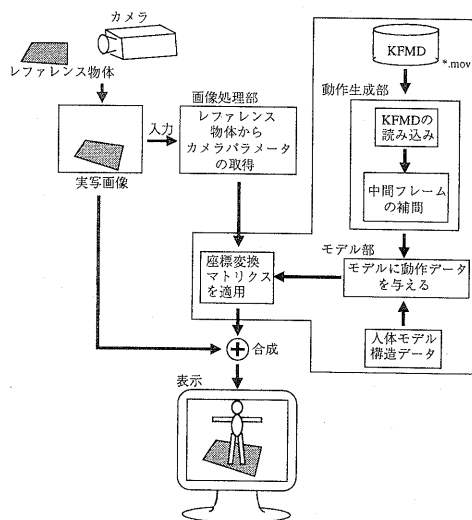 カメラ
レファレンス物体
実写画像
入力
画像処理部
レファレンス
物体から
カメラパラメータ
の取得
KFMD
*.mov
動作生成部
KFMDの
読み込み
中間フレーム
の補間
モデル部
モデルに動作データ
を与える
人体モデル
構造データ
座標変換
マトリクス
を適用
合成
表示